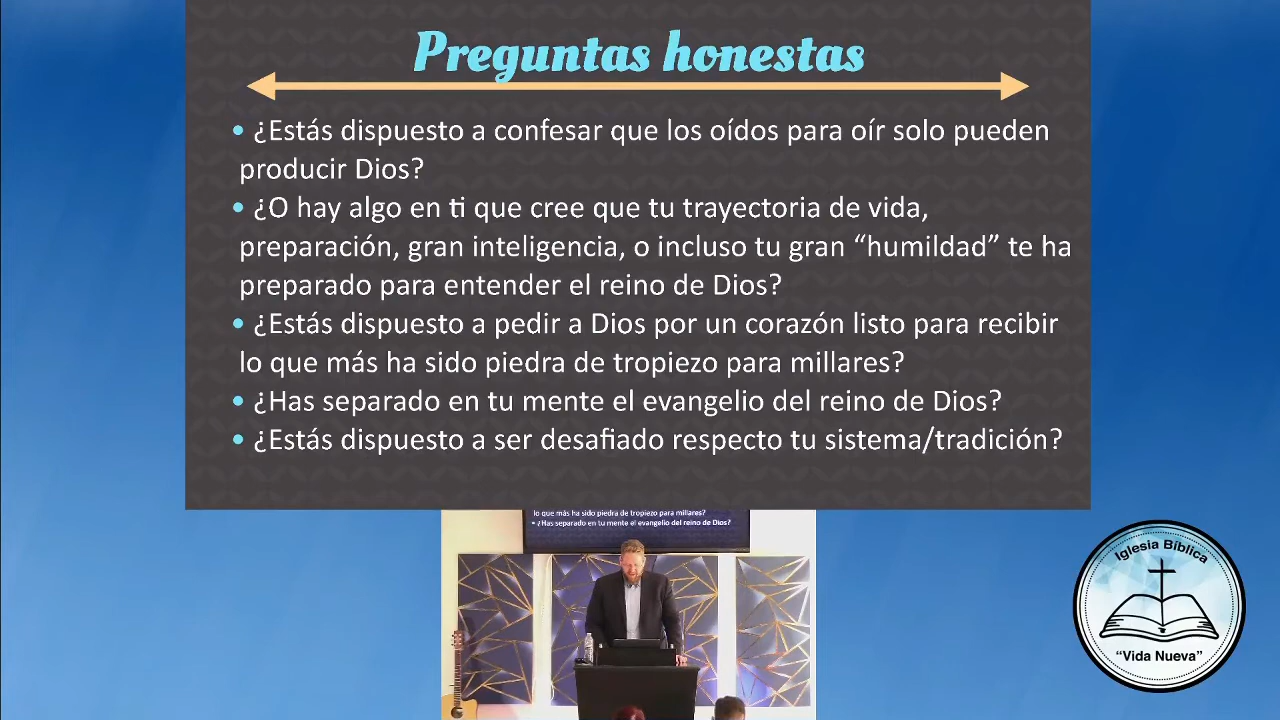 Preguntas honestas
• ¿Estás dispuesto a confesar que los oídos para oír solo pueden
producir Dios?
• ¿O hay algo en ti que cree que tu trayectoria de vida,
preparación, gran inteligencia, o incluso tu gran “humildad” te ha
preparado para entender el reino de Dios?
• ¿Estás dispuesto a pedir a Dios por un corazón listo para recibir
lo que más ha sido piedra de tropiezo para millares?
• ¿Has separado en tu mente el evangelio del reino de Dios?
• ¿Estás dispuesto a ser desafiado respecto tu sistema/tradición?
lo que más ha sido piedra de tropiezo para millares?
• ¿Has separado en tu mente el evangelio del reino de Dios?
Iglesia Bíblica
“Vida Nueva”